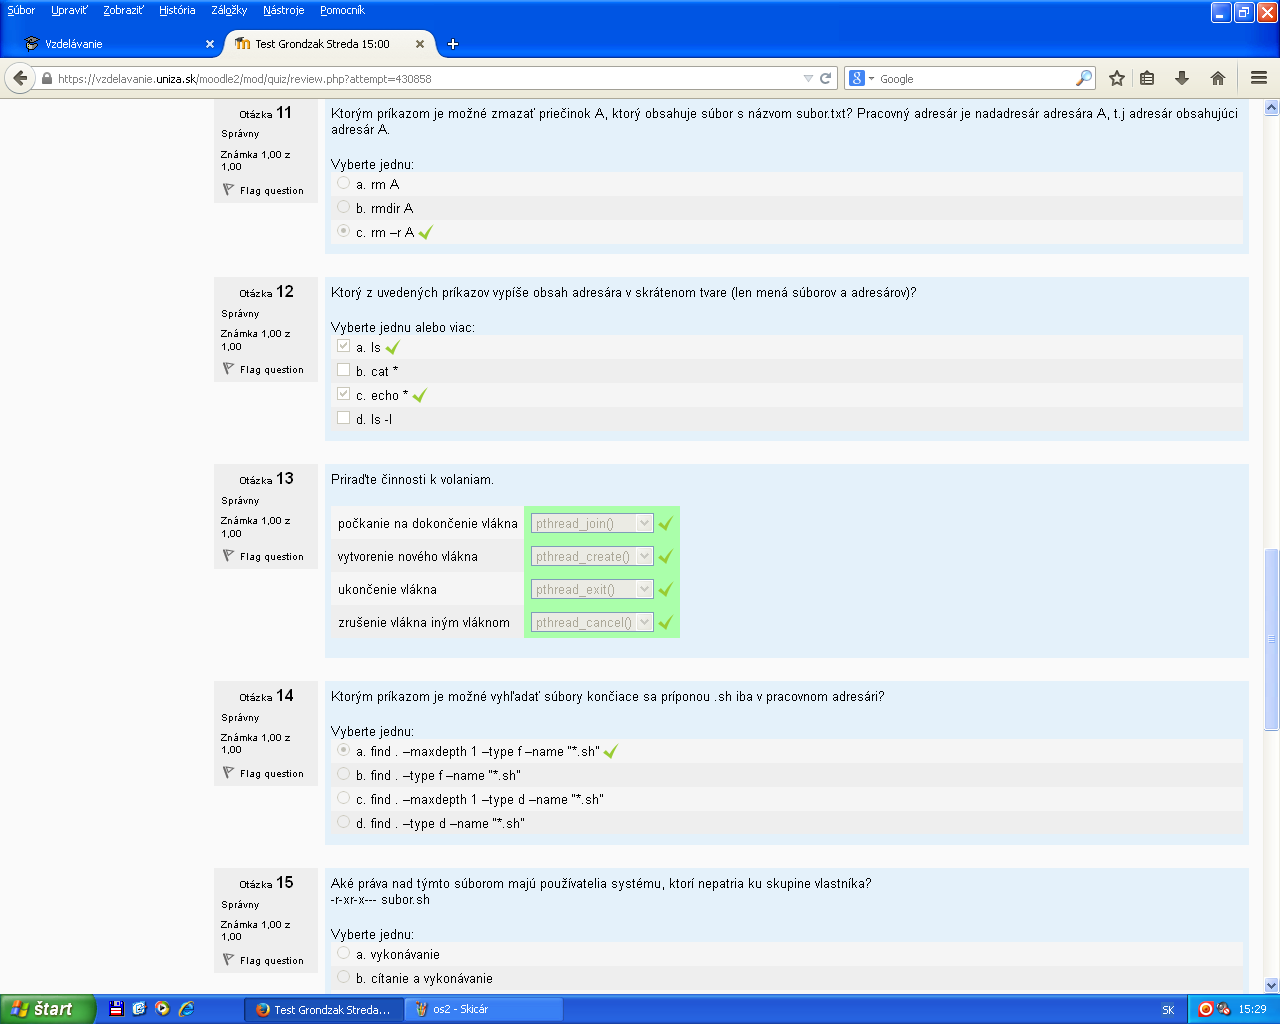 Súbor Upraviť Zobraziť História Záložky Nástroje Pomocník
Vzdelávanie
Test Grondzak Streda 15:00
https://vzdelavanie.uniza.sk/moodle2/mod/quiz/review.php?attempt=430858
Google
Otázka 11
Správny
Známka 1,00 z
1,00
Flag question
Ktorým príkazom je možné zmazať priečinok A, ktorý obsahuje súbor s názvom subor.txt? Pracovný adresár je nadadresár adresára A, t.j adresár obsahujúci
adresár A.
Vyberte jednu:
a. rm A
b. rmdir A
c. rm –r A
Otázka 12
Správny
Známka 1,00 z
1,00
Flag question
Ktorý z uvedených príkazov vypíše obsah adresára v skrátenom tvare (len mená súborov a adresárov)?
Vyberte jednu alebo viac:
a. ls
b. cat *
c. echo *
d. ls -l
Otázka 13
Správny
Známka 1,00 z
1,00
Flag question
Priraďte činnosti k volaniam.
počkanie na dokončenie vlákna pthread_join()
vytvorenie nového vlákna pthread_create()
ukončenie vlákna pthread_exit()
zrušenie vlákna iným vláknom pthread_cancel()
Otázka 14
Správny
Známka 1,00 z
1,00
Flag question
Ktorým príkazom je možné vyhľadať súbory končiace sa príponou .sh iba v pracovnom adresári?
Vyberte jednu:
a. find . –maxdepth 1 –type f –name "*.sh"
b. find . –type f –name "*.sh"
c. find . –maxdepth 1 –type d –name "*.sh"
d. find . –type d –name "*.sh"
Otázka 15
Správny
Známka 1,00 z
1,00
Flag question
Aké práva nad týmto súborom majú používatelia systému, ktorí nepatria ku skupine vlastníka?
-r-xr-x--- subor.sh
Vyberte jednu:
a. vykonávanie
b. cítanie a vykonávanie
štart
Test Grondzak Streda...
os2 - Skicár
SK
15:29